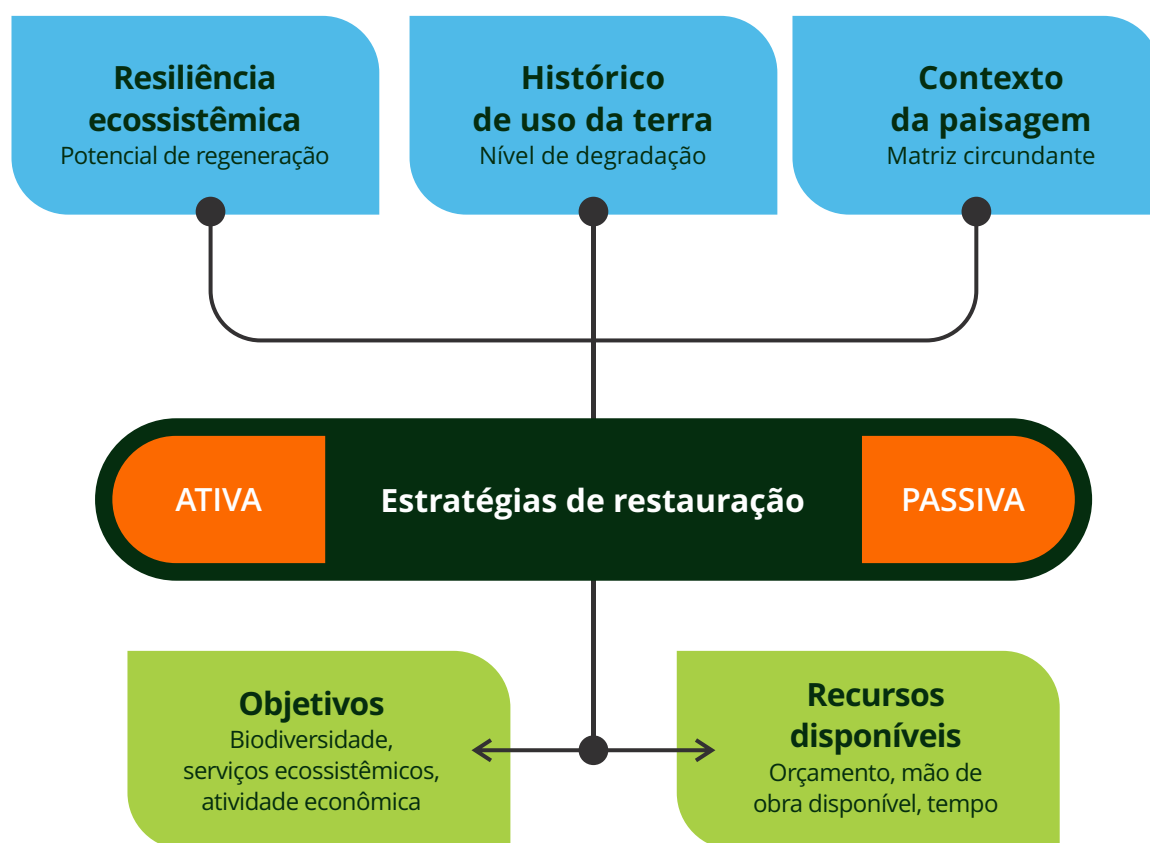 Resiliência
ecossistêmica
Potencial de regeneração
Histórico
de uso da terra
Nível de degradação
Contexto
da paisagem
Matriz circundante
ATIVA
Estratégias de restauração
PASSIVA
Objetivos
Biodiversidade,
serviços ecossistêmicos,
atividade econômica
Recursos
disponíveis
Orçamento, mão de
obra disponível, tempo